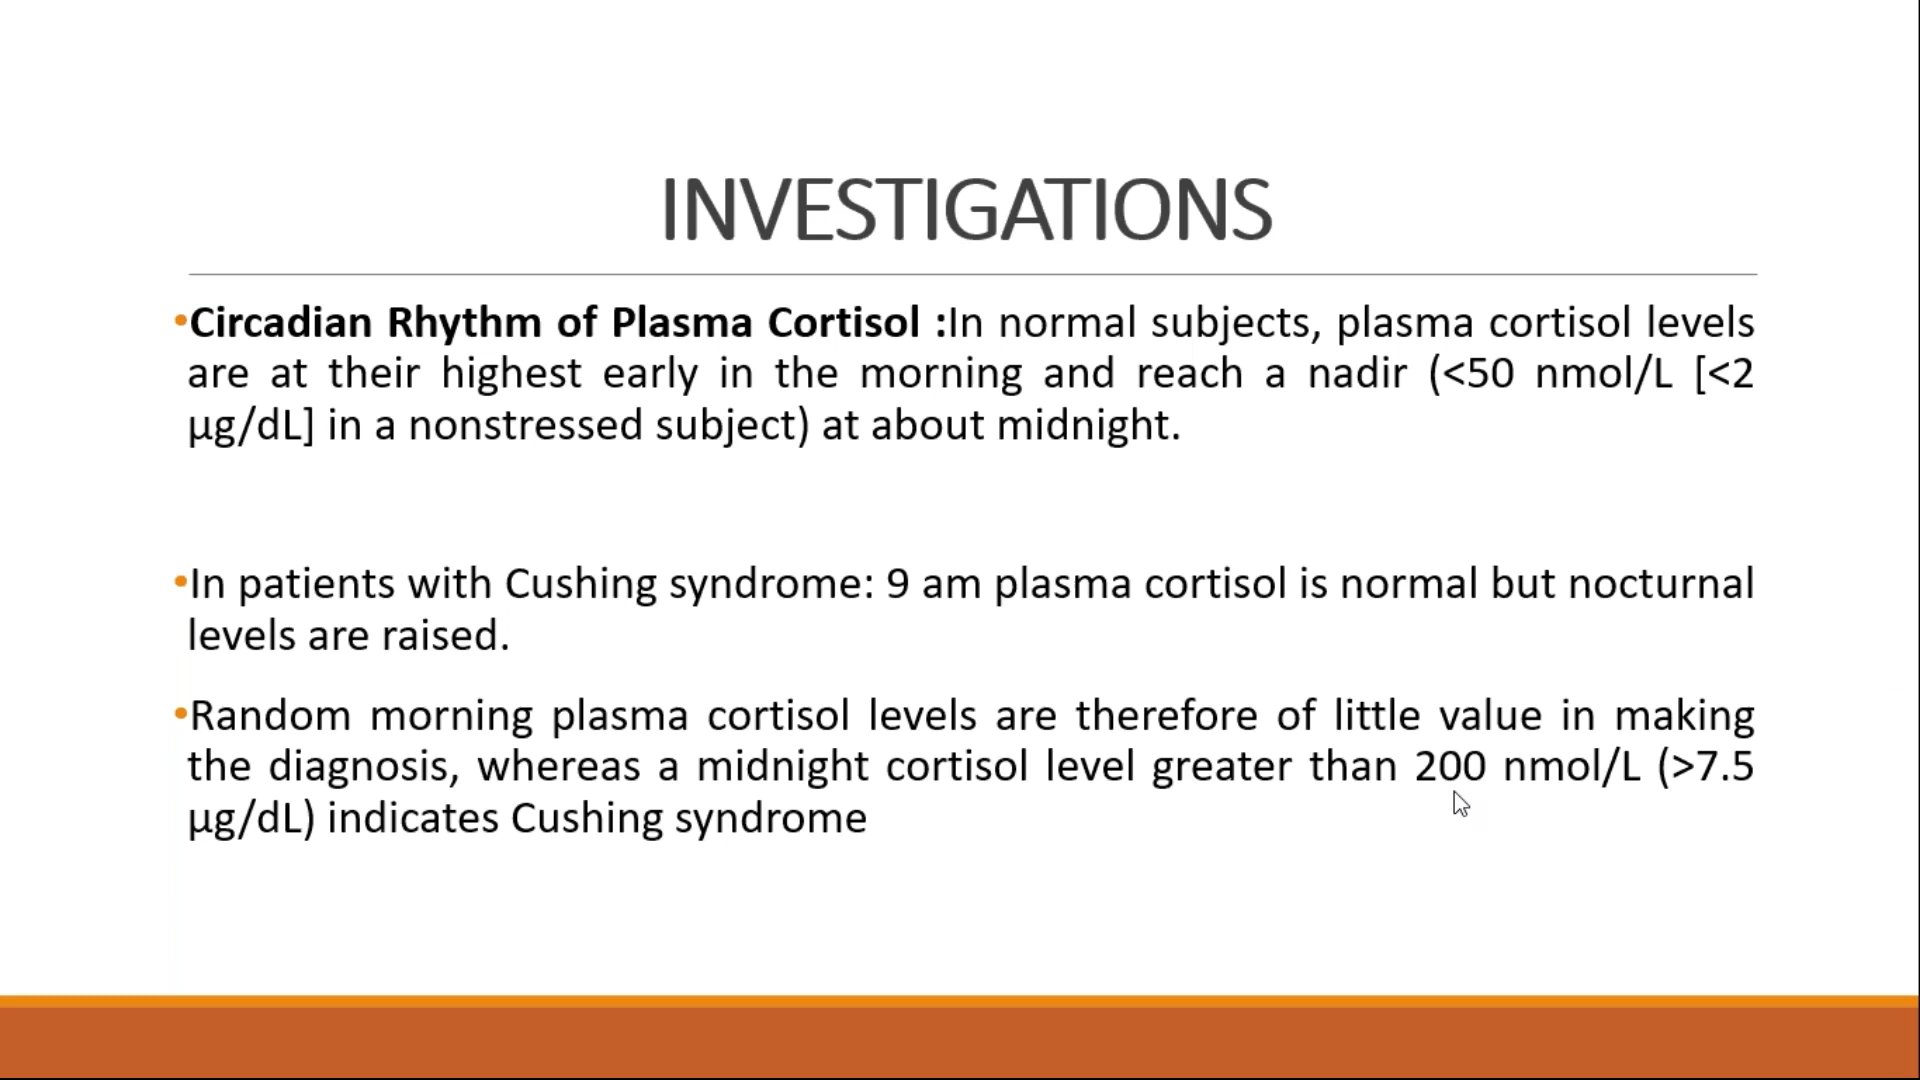 INVESTIGATIONS
•Circadian Rhythm of Plasma Cortisol :In normal subjects, plasma cortisol levels
are at their highest early in the morning and reach a nadir (<50 nmol/L [<2
µg/dL] in a nonstressed subject) at about midnight.
•In patients with Cushing syndrome: 9 am plasma cortisol is normal but nocturnal
levels are raised.
•Random morning plasma cortisol levels are therefore of little value in making
the diagnosis, whereas a midnight cortisol level greater than 200 nmol/L (>7.5
µg/dL) indicates Cushing syndrome